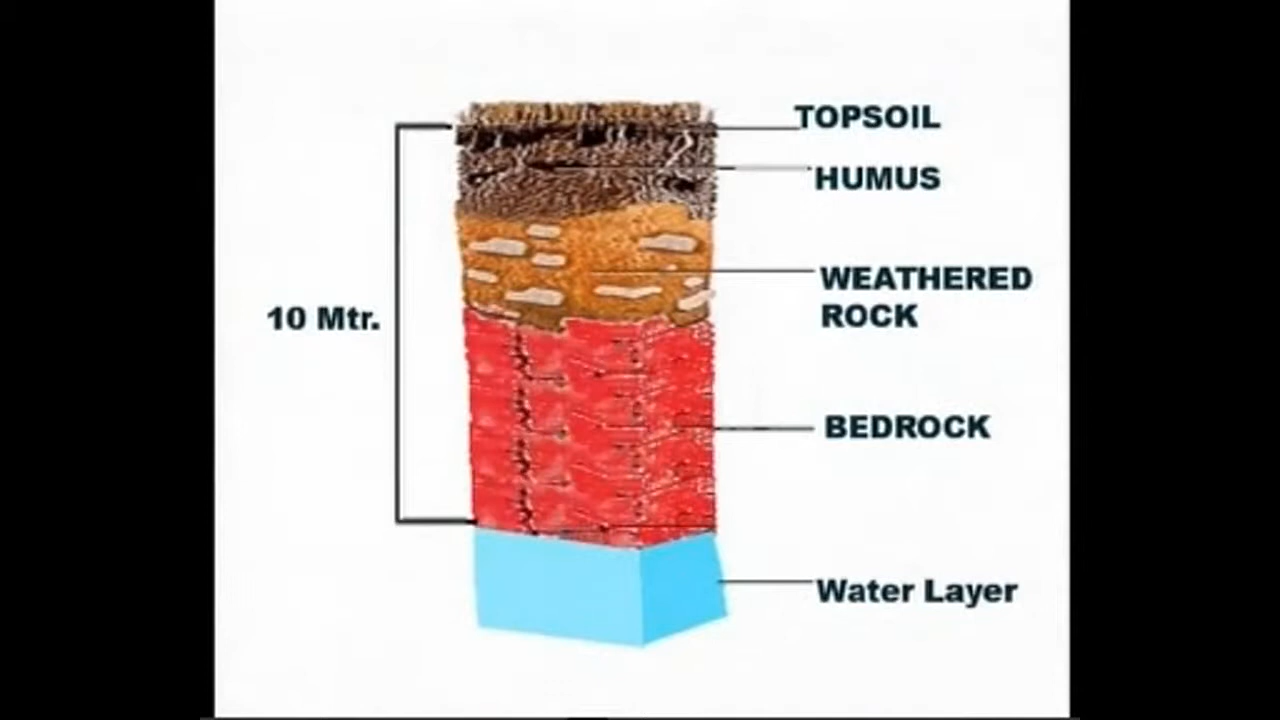 TOPSOIL
HUMUS
WEATHERED
ROCK
10 Mtr.
BEDROCK
Water Layer